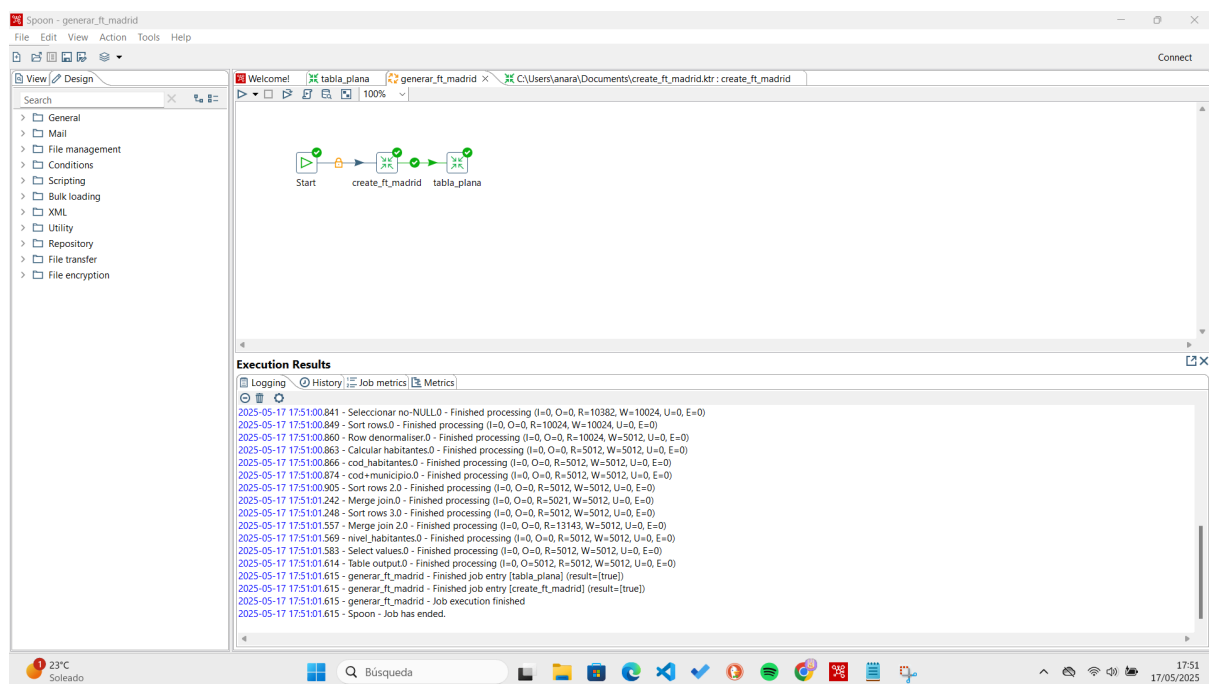 Spoon - generar_ft_madrid
File Edit View Action Tools Help
Connect
View Design
Welcome! tabla_plana generar_ft_madrid C:\Users\anara\Documents\create_ft_madrid.ktr : create_ft_madrid
Search
100%
General
Mail
File management
Conditions
Scripting
Bulk loading
XML
Utility
Repository
File transfer
File encryption
Start create_ft_madrid tabla_plana
Execution Results
Logging History Job metrics Metrics
2025-05-17 17:51:00.841 - Seleccionar no-NULL.0 - Finished processing (I=0, O=0, R=10382, W=10024, U=0, E=0)
2025-05-17 17:51:00.849 - Sort rows.0 - Finished processing (I=0, O=0, R=10024, W=10024, U=0, E=0)
2025-05-17 17:51:00.860 - Row denormaliser.0 - Finished processing (I=0, O=0, R=10024, W=5012, U=0, E=0)
2025-05-17 17:51:00.863 - Calcular habitantes.0 - Finished processing (I=0, O=0, R=5012, W=5012, U=0, E=0)
2025-05-17 17:51:00.866 - cod_habitantes.0 - Finished processing (I=0, O=0, R=5012, W=5012, U=0, E=0)
2025-05-17 17:51:00.874 - cod+municipio.0 - Finished processing (I=0, O=0, R=5012, W=5012, U=0, E=0)
2025-05-17 17:51:00.905 - Sort rows 2.0 - Finished processing (I=0, O=0, R=5012, W=5012, U=0, E=0)
2025-05-17 17:51:01.242 - Merge join.0 - Finished processing (I=0, O=0, R=5021, W=5012, U=0, E=0)
2025-05-17 17:51:01.248 - Sort rows 3.0 - Finished processing (I=0, O=0, R=5012, W=5012, U=0, E=0)
2025-05-17 17:51:01.557 - Merge join 2.0 - Finished processing (I=0, O=0, R=13143, W=5012, U=0, E=0)
2025-05-17 17:51:01.569 - nivel_habitantes.0 - Finished processing (I=0, O=0, R=5012, W=5012, U=0, E=0)
2025-05-17 17:51:01.583 - Select values.0 - Finished processing (I=0, O=0, R=5012, W=5012, U=0, E=0)
2025-05-17 17:51:01.614 - Table output.0 - Finished processing (I=0, O=5012, R=5012, W=5012, U=0, E=0)
2025-05-17 17:51:01.615 - generar_ft_madrid - Finished job entry [tabla_plana] (result=[true])
2025-05-17 17:51:01.615 - generar_ft_madrid - Finished job entry [create_ft_madrid] (result=[true])
2025-05-17 17:51:01.615 - generar_ft_madrid - Job execution finished
2025-05-17 17:51:01.615 - Spoon - Job has ended.
1
23°C
Soleado
Búsqueda
17:51
17/05/2025